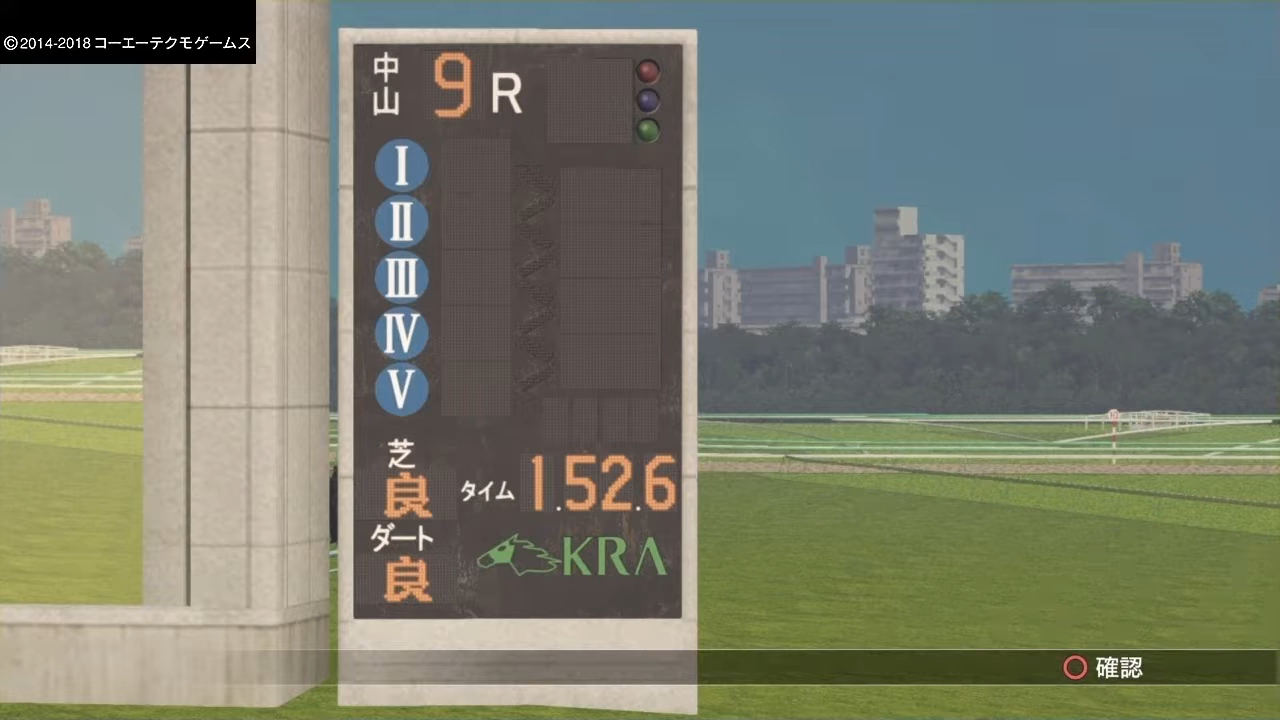 ©2014-2018 コーエーテクモゲームス
中山 9 R
I
II
III
IV
V
芝
良
タイム 1.52.6
ダート
良
KRA
確認